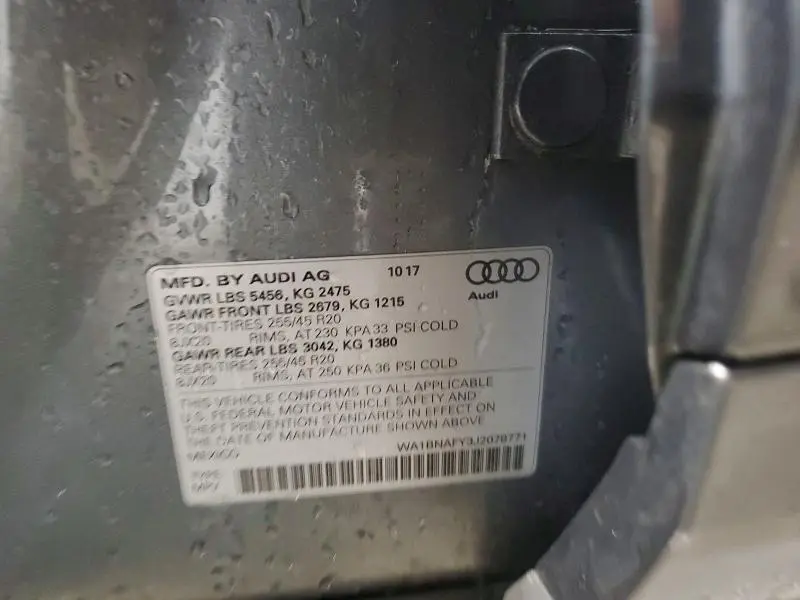 MFD. BY AUDI AG 10 17
Audi
GVWR LBS 5456, KG 2475
GAWR FRONT LBS 2679, KG 1215
FRONT-TIRES 255/45 R20
8JX20 RIMS, AT 230 KPA 33 PSI COLD
GAWR REAR LBS 3042, KG 1380
REAR-TIRES 255/45 R20
8JX20 RIMS, AT 250 KPA 36 PSI COLD
THIS VEHICLE CONFORMS TO ALL APPLICABLE
U.S. FEDERAL MOTOR VEHICLE SAFETY AND
THEFT PREVENTION STANDARDS IN EFFECT ON
THE DATE OF MANUFACTURE SHOWN ABOVE
MEXICO WA1BNAFY3J2078771
TYPE
MPV